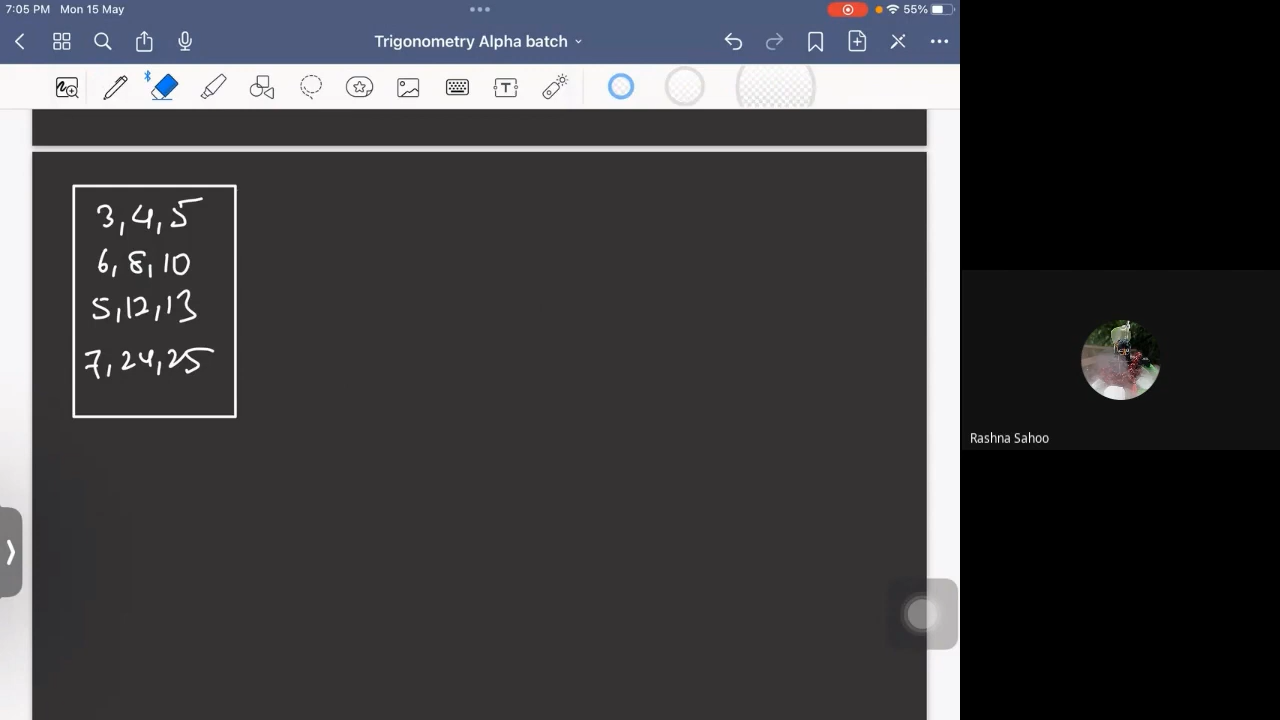 7:05 PM Mon 15 May
55%
Trigonometry Alpha batch
T
3,4,5
6,8,10
5,12,13
7,24,25
Rashna Sahoo